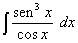 ∫ sen³ x / cos x dx